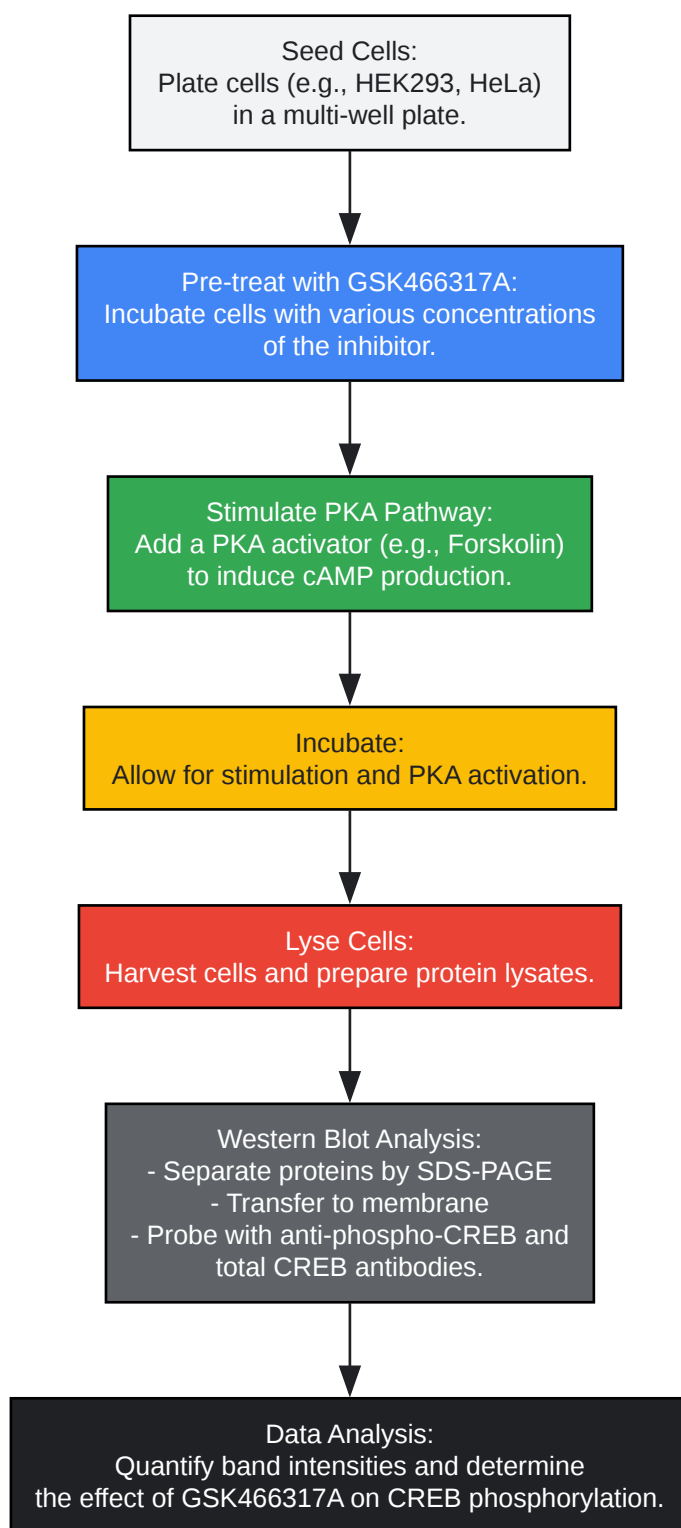 Seed Cells:
Plate cells (e.g., HEK293, HeLa)
in a multi-well plate.
Pre-treat with GSK466317A:
Incubate cells with various concentrations
of the inhibitor.
Stimulate PKA Pathway:
Add a PKA activator (e.g., Forskolin)
to induce cAMP production.
Incubate:
Allow for stimulation and PKA activation.
Lyse Cells:
Harvest cells and prepare protein lysates.
Western Blot Analysis:
- Separate proteins by SDS-PAGE
- Transfer to membrane
- Probe with anti-phospho-CREB and
total CREB antibodies.
Data Analysis:
Quantify band intensities and determine
the effect of GSK466317A on CREB phosphorylation.